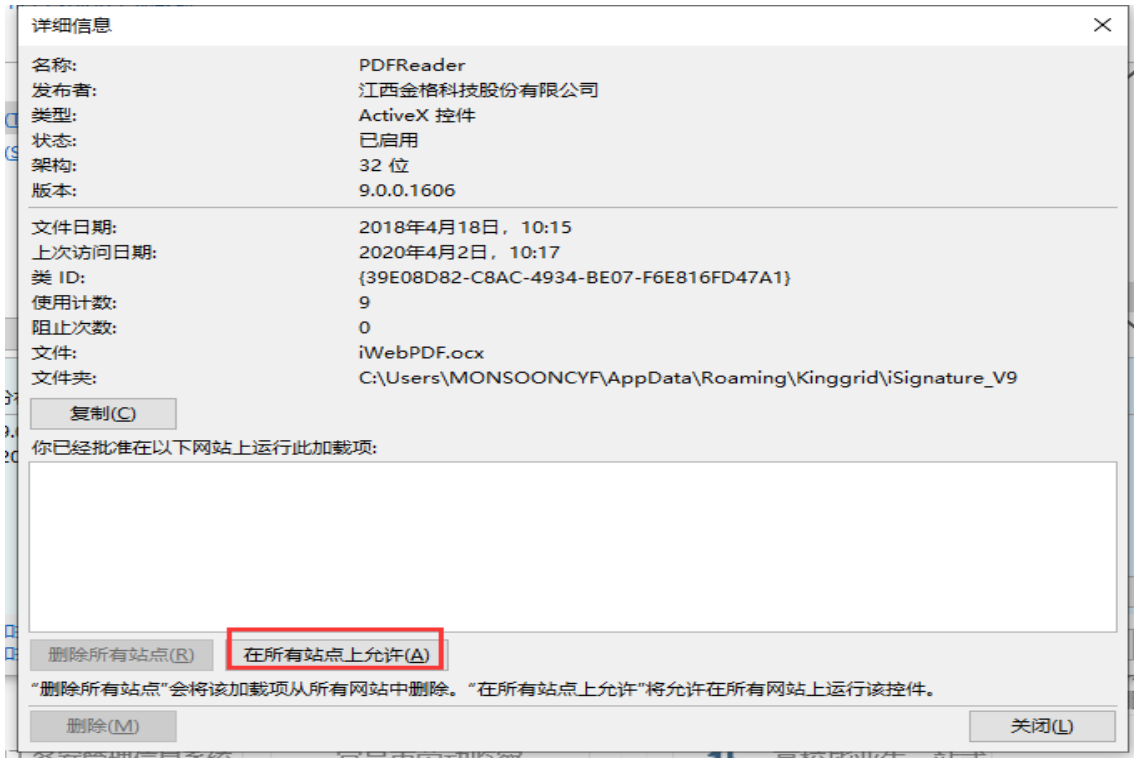 详细信息
名称: PDFReader
发布者: 江西金格科技股份有限公司
类型: ActiveX 控件
状态: 已启用
架构: 32 位
版本: 9.0.0.1606
文件日期: 2018年4月18日，10:15
上次访问日期: 2020年4月2日，10:17
类 ID: {39E08D82-C8AC-4934-BE07-F6E816FD47A1}
使用计数: 9
阻止次数: 0
文件: iWebPDF.ocx
文件夹: C:\Users\MONSOONCYF\AppData\Roaming\Kinggrid\iSignature_V9
复制(C)
你已经批准在以下网站上运行此加载项:
删除所有站点(R) 在所有站点上允许(A)
“删除所有站点”会将该加载项从所有网站中删除。“在所有站点上允许”将允许在所有网站上运行该控件。
删除(M) 关闭(L)